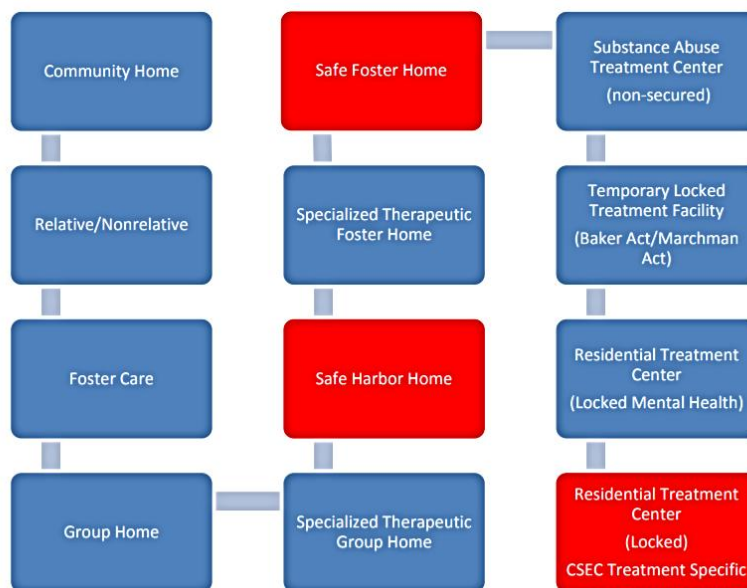 Community Home
Relative/Nonrelative
Foster Care
Group Home
Safe Foster Home
Specialized Therapeutic
Foster Home
Safe Harbor Home
Specialized Therapeutic
Group Home
Substance Abuse
Treatment Center
(non-secured)
Temporary Locked
Treatment Facility
(Baker Act/Marchman
Act)
Residential Treatment
Center
(Locked Mental Health)
Residential Treatment
Center
(Locked)
CSEC Treatment Specific